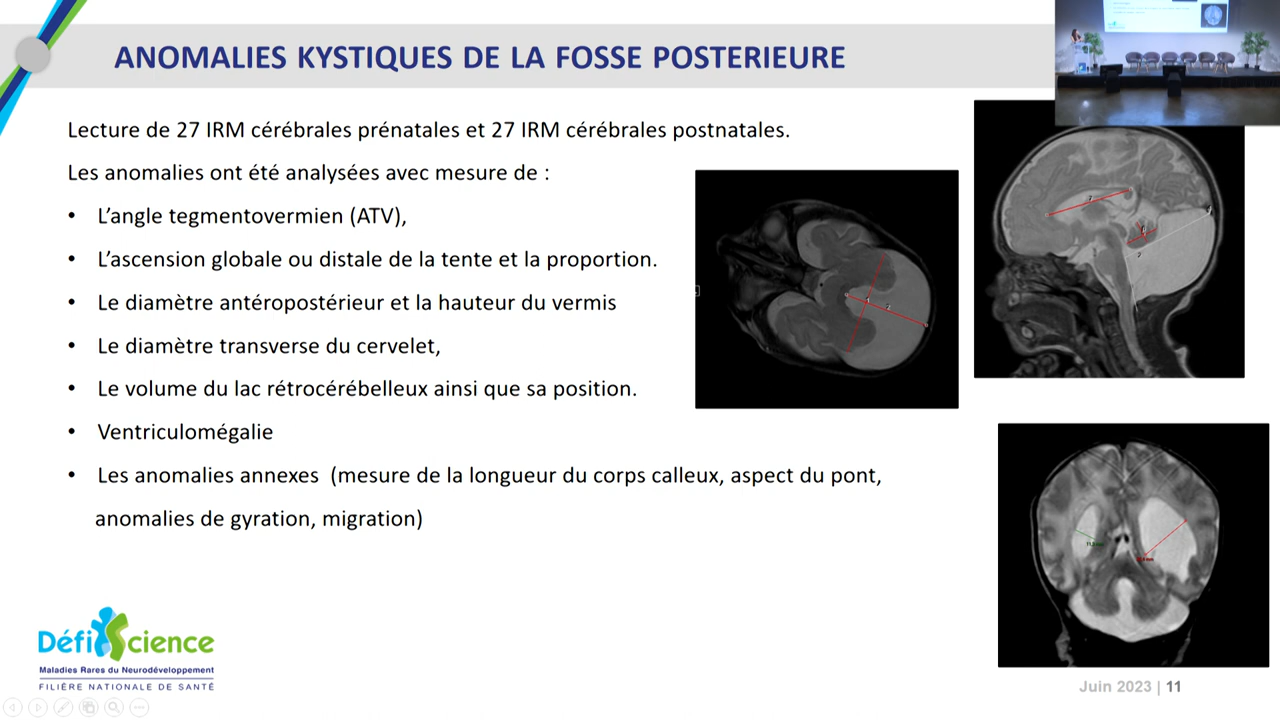 ANOMALIES KYSTIQUES DE LA FOSSE POSTERIEURE
Lecture de 27 IRM cérébrales prénatales et 27 IRM cérébrales postnatales.
Les anomalies ont été analysées avec mesure de :
• L’angle tegmentovermien (ATV),
• L’ascension globale ou distale de la tente et la proportion.
• Le diamètre antéropostérieur et la hauteur du vermis
• Le diamètre transverse du cervelet,
• Le volume du lac rétrocérébelleux ainsi que sa position.
• Ventriculomégalie
• Les anomalies annexes (mesure de la longueur du corps calleux, aspect du pont,
anomalies de gyration, migration)
Défi Science
Maladies Rares du Neurodéveloppement
FILIÈRE NATIONALE DE SANTÉ
Juin 2023 | 11